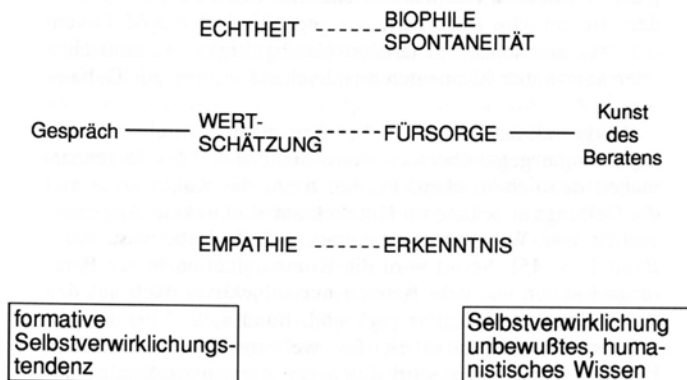 ECHTHEIT ----- BIOPHILE
SPONTANEITÄT
Gespräch WERT-
SCHÄTZUNG ----- FÜRSORGE Kunst
des
Beratens
EMPATHIE ----- ERKENNTNIS
formative
Selbstverwirklichungs-
tendenz
Selbstverwirklichung
unbewußtes, huma-
nistisches Wissen